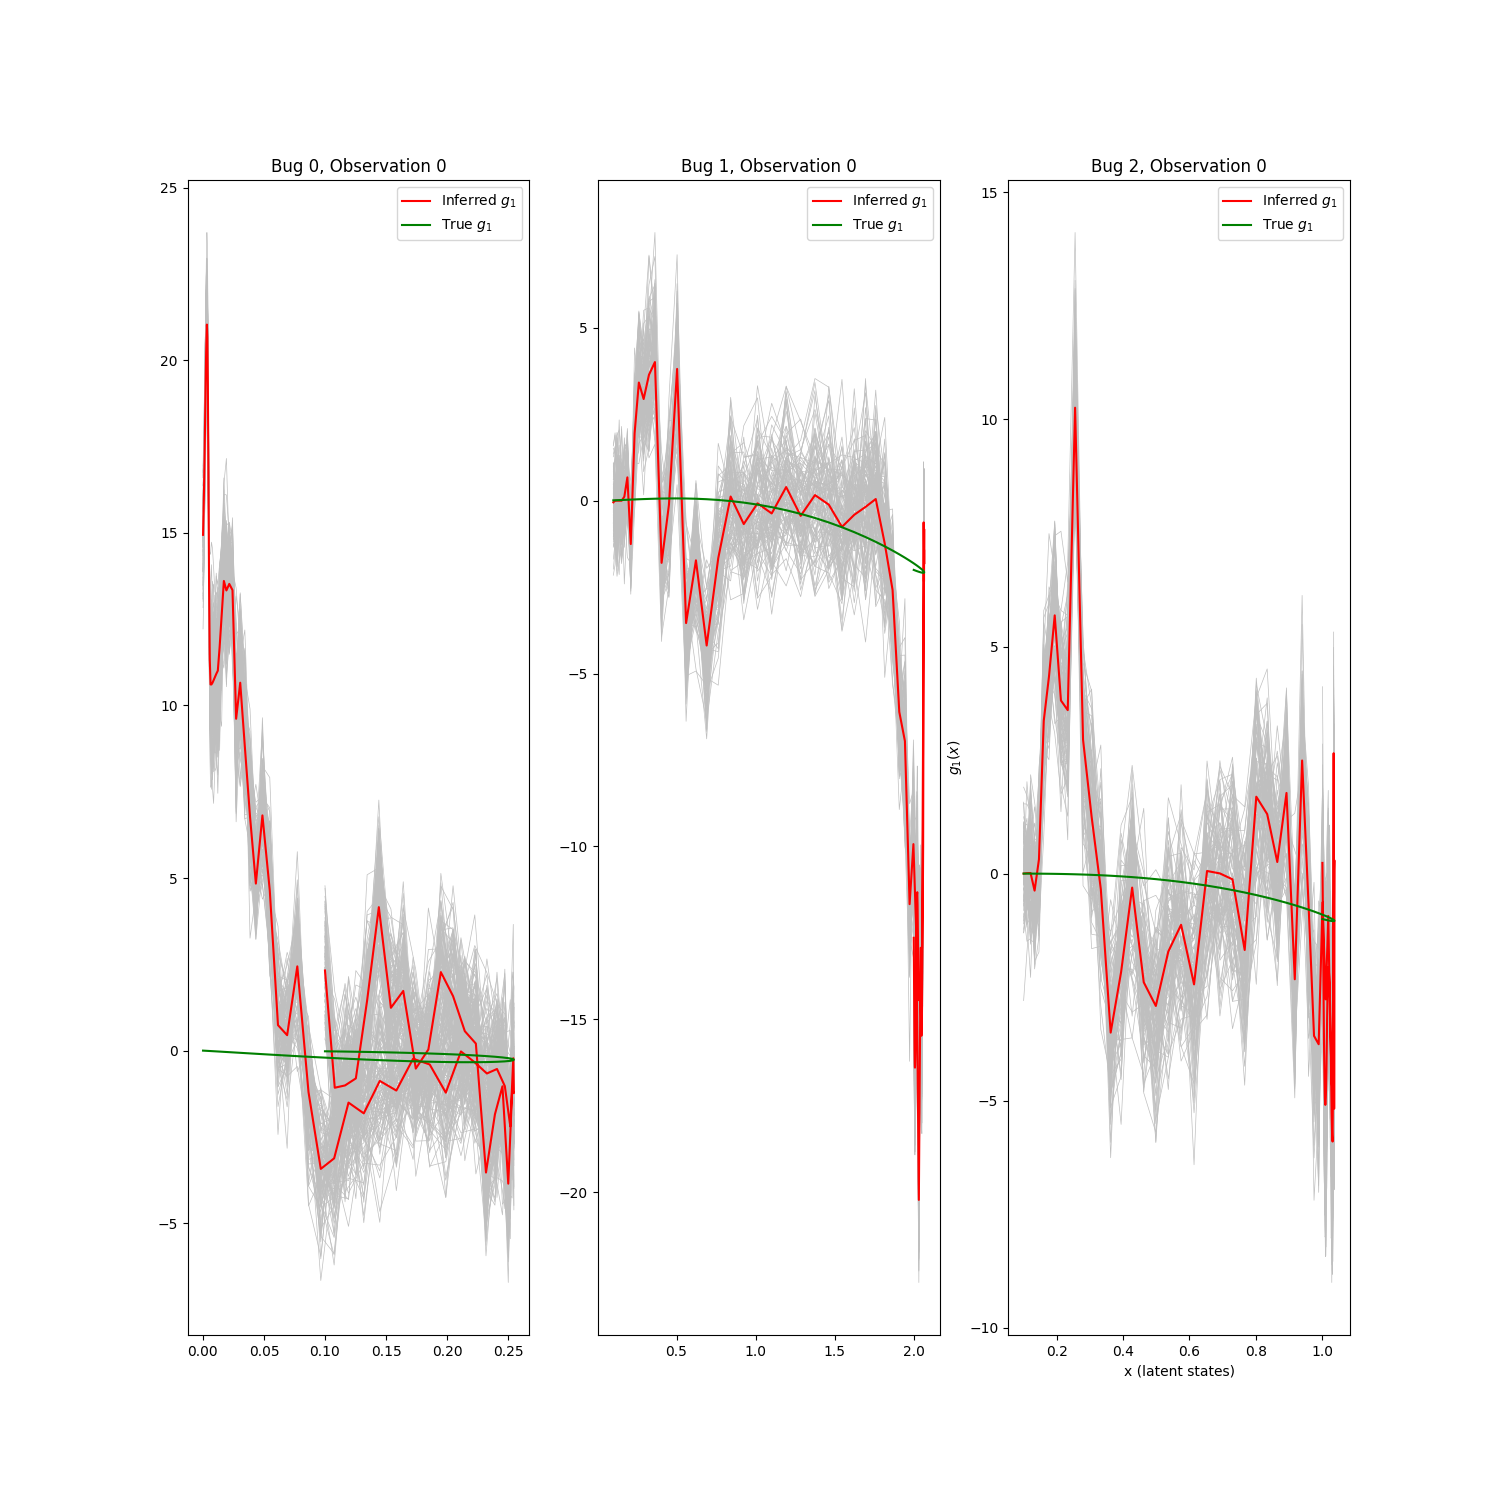 Bug 0, Observation 0
Inferred g₁
True g₁
25
20
15
10
5
0
−5
0.00 0.05 0.10 0.15 0.20 0.25
Bug 1, Observation 0
Inferred g₁
True g₁
5
0
−5
−10
−15
−20
0.5 1.0 1.5 2.0
Bug 2, Observation 0
Inferred g₁
True g₁
g₁(x)
15
10
5
0
−5
−10
0.2 0.4 0.6 0.8 1.0
x (latent states)